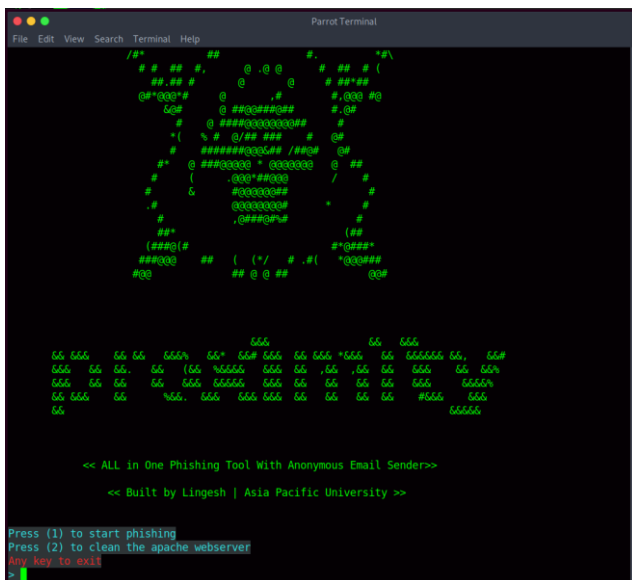 Parrot Terminal
File Edit View Search Terminal Help
proximity
<< ALL in One Phishing Tool With Anonymous Email Sender>>
<< Built by Lingesh | Asia Pacific University >>
Press (1) to start phishing
Press (2) to clean the apache webserver
Any key to exit
>